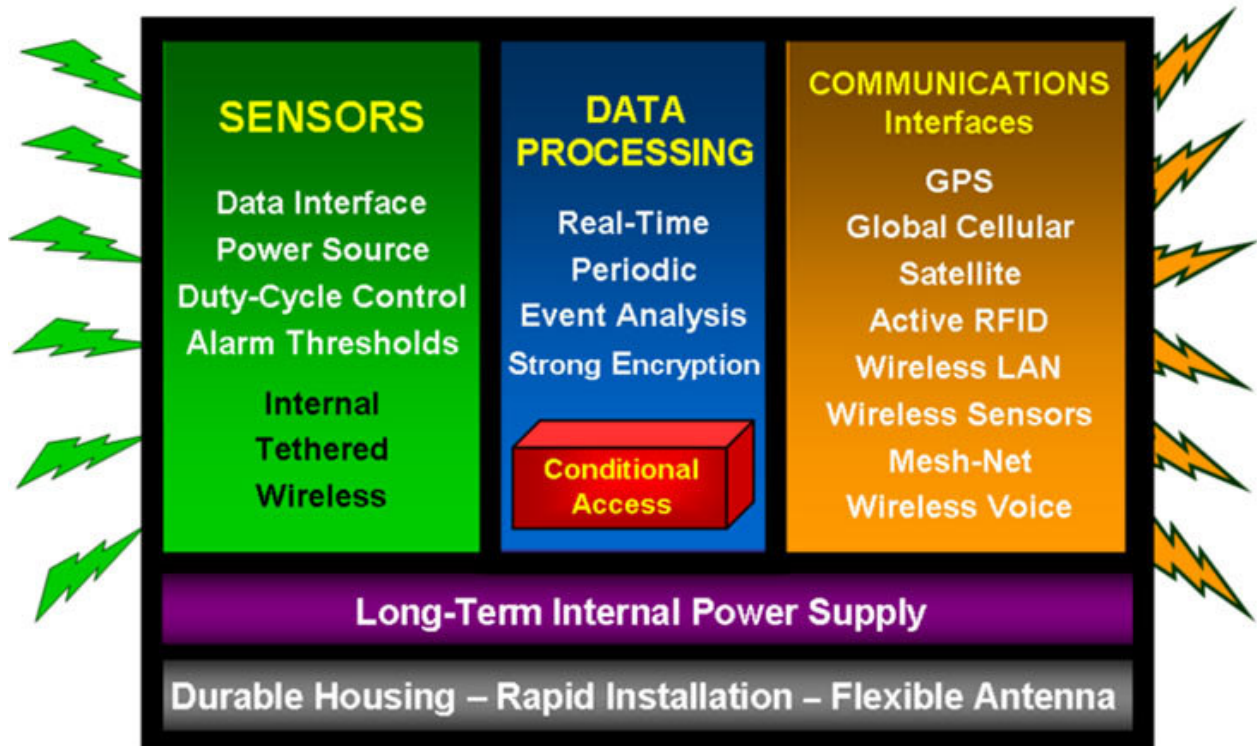 SENSORS
Data Interface
Power Source
Duty-Cycle Control
Alarm Thresholds
Internal
Tethered
Wireless
DATA
PROCESSING
Real-Time
Periodic
Event Analysis
Strong Encryption
Conditional
Access
COMMUNICATIONS
Interfaces
GPS
Global Cellular
Satellite
Active RFID
Wireless LAN
Wireless Sensors
Mesh-Net
Wireless Voice
Long-Term Internal Power Supply
Durable Housing – Rapid Installation – Flexible Antenna